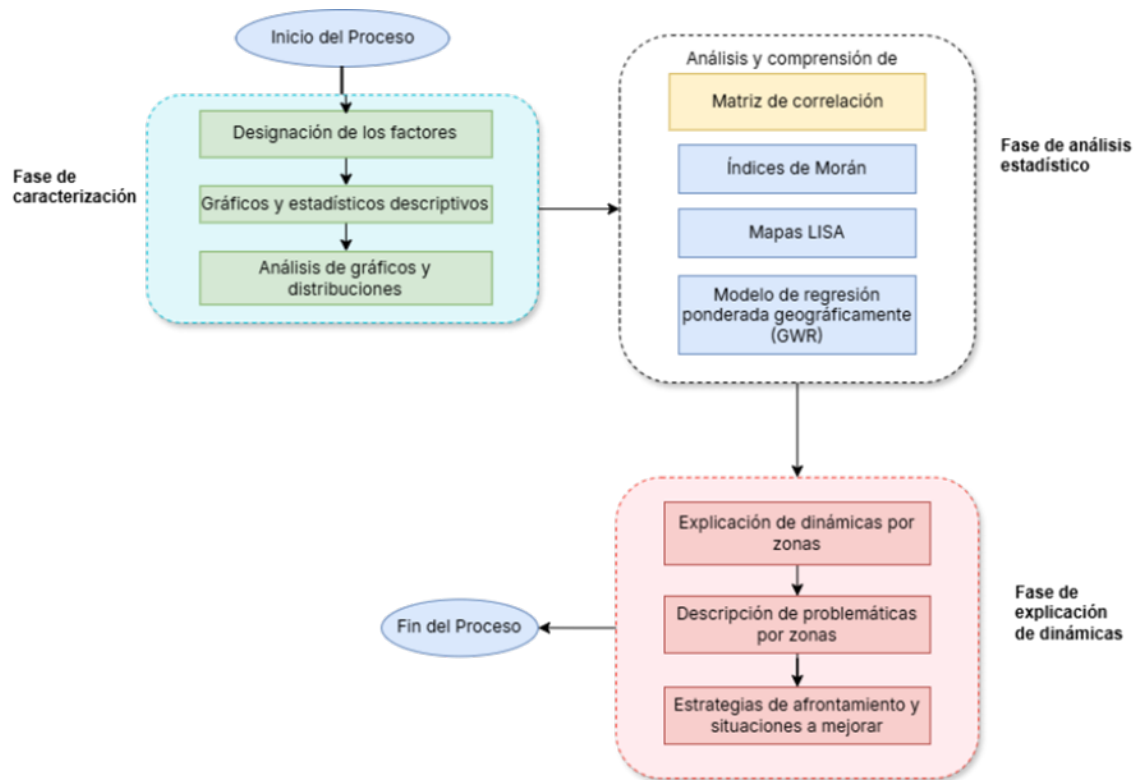 Inicio del Proceso
Fase de
caracterización
Designación de los factores
Gráficos y estadísticos descriptivos
Análisis de gráficos y
distribuciones
Análisis y comprensión de
Matriz de correlación
Índices de Morán
Mapas LISA
Modelo de regresión
ponderada geográficamente
(GWR)
Fase de análisis
estadístico
Explicación de dinámicas por
zonas
Descripción de problemáticas
por zonas
Estrategias de afrontamiento y
situaciones a mejorar
Fase de
explicación
de dinámicas
Fin del Proceso